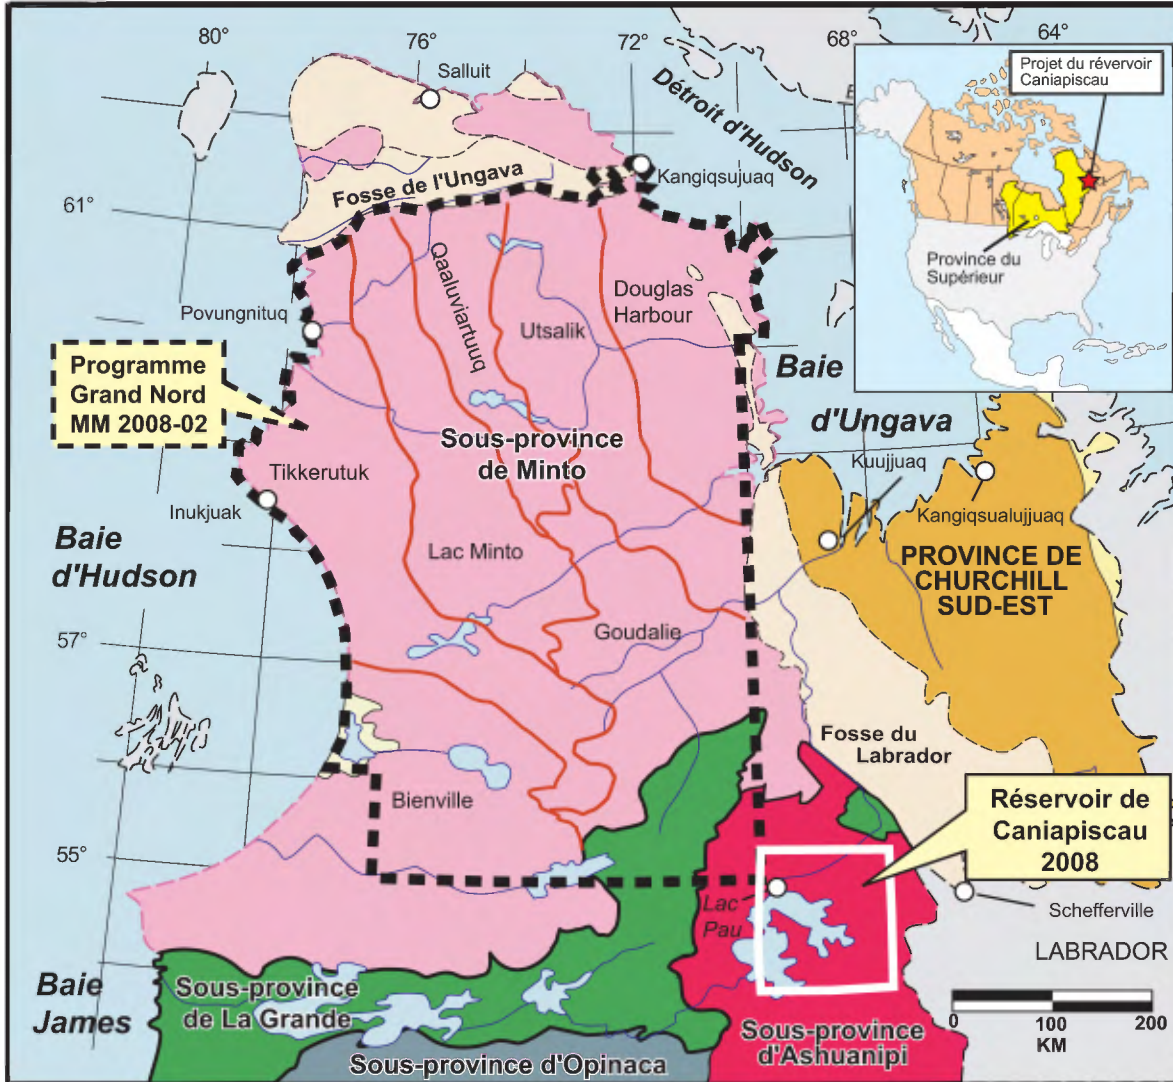 80°
76°
72°
68°
64°
Salluit
Détroit d'Hudson
Projet du réservoir
Caniapiscau
Province du
Supérieur
Fosse de l'Ungava
Kangiqsujuaq
61°
Qaaluviartuuq
Douglas
Harbour
Povungnituq
Utsalik
Programme
Grand Nord
MM 2008-02
Baie
d'Ungava
Sous-province
de Minto
Tikkerutuk
Kuujjuaq
Inukjuak
Kangiqsualujjuaq
Baie
d'Hudson
Lac Minto
PROVINCE DE
CHURCHILL
SUD-EST
57°
Goudalie
Fosse du
Labrador
Bienville
Réservoir de
Caniapiscau
2008
55°
Lac
Pau
Schefferville
LABRADOR
Baie
James
Sous-province
de La Grande
0 100 200
KM
Sous-province
d'Ashuanipi
Sous-province d'Opinaca